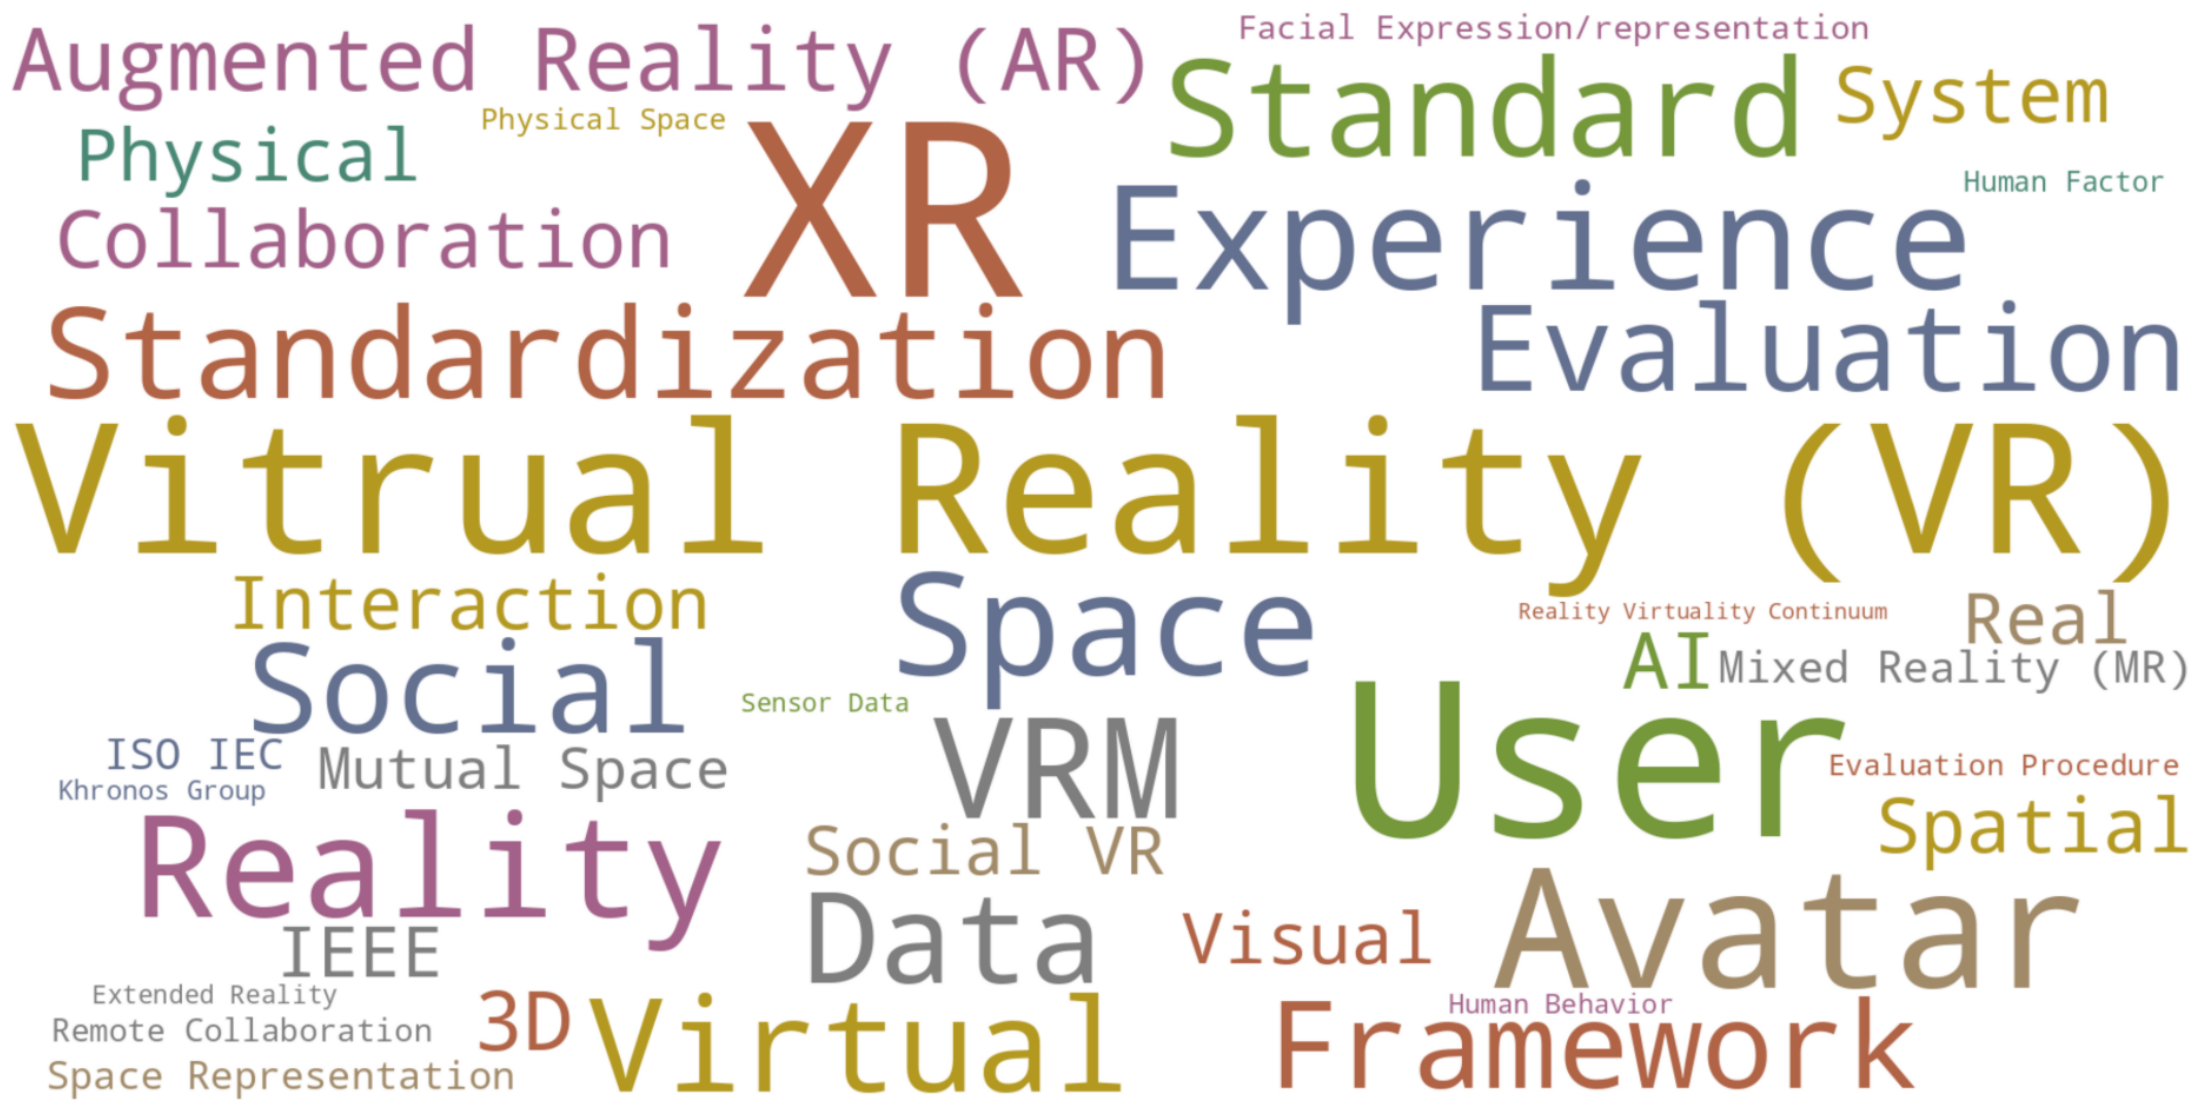 Augmented Reality (AR)
Facial Expression/representation
Standard
System
Physical Space
Physical
XR
Human Factor
Experience
Collaboration
Standardization
Evaluation
Vitrual Reality (VR)
Interaction
Space
Reality Virtuality Continuum
Real
AI
Mixed Reality (MR)
Social
Sensor Data
User
VRM
ISO IEC
Mutual Space
Evaluation Procedure
Khronos Group
Spatial
Reality
Social VR
Avatar
Data
Visual
IEEE
Extended Reality
Human Behavior
3D
Virtual
Framework
Remote Collaboration
Space Representation